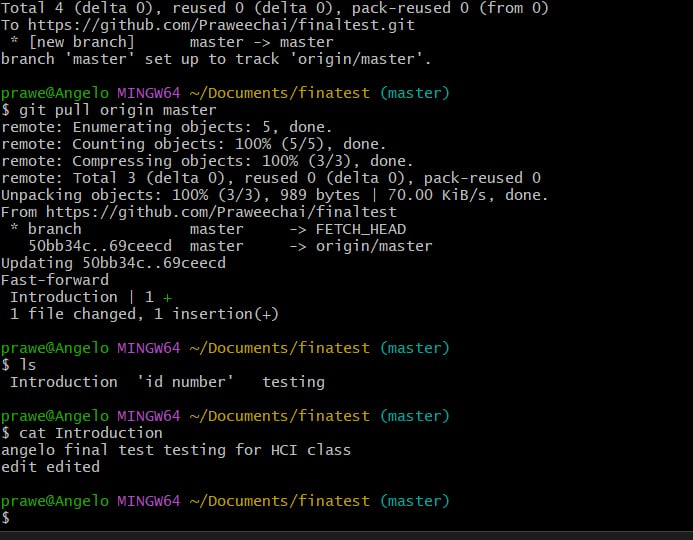 Total 4 (delta 0), reused 0 (delta 0), pack-reused 0 (from 0)
To https://github.com/Praweechai/finaltest.git
 * [new branch]      master -> master
branch 'master' set up to track 'origin/master'.
prawe@Angelo MINGW64 ~/Documents/finatest (master)
$ git pull origin master
remote: Enumerating objects: 5, done.
remote: Counting objects: 100% (5/5), done.
remote: Compressing objects: 100% (3/3), done.
remote: Total 3 (delta 0), reused 0 (delta 0), pack-reused 0
Unpacking objects: 100% (3/3), 989 bytes | 70.00 KiB/s, done.
From https://github.com/Praweechai/finaltest
 * branch            master     -> FETCH_HEAD
   50bb34c..69ceecd  master     -> origin/master
Updating 50bb34c..69ceecd
Fast-forward
 Introduction | 1 +
 1 file changed, 1 insertion(+)
prawe@Angelo MINGW64 ~/Documents/finatest (master)
$ ls
 Introduction  'id number'   testing
prawe@Angelo MINGW64 ~/Documents/finatest (master)
$ cat Introduction
angelo final test testing for HCI class
edit edited
prawe@Angelo MINGW64 ~/Documents/finatest (master)
$